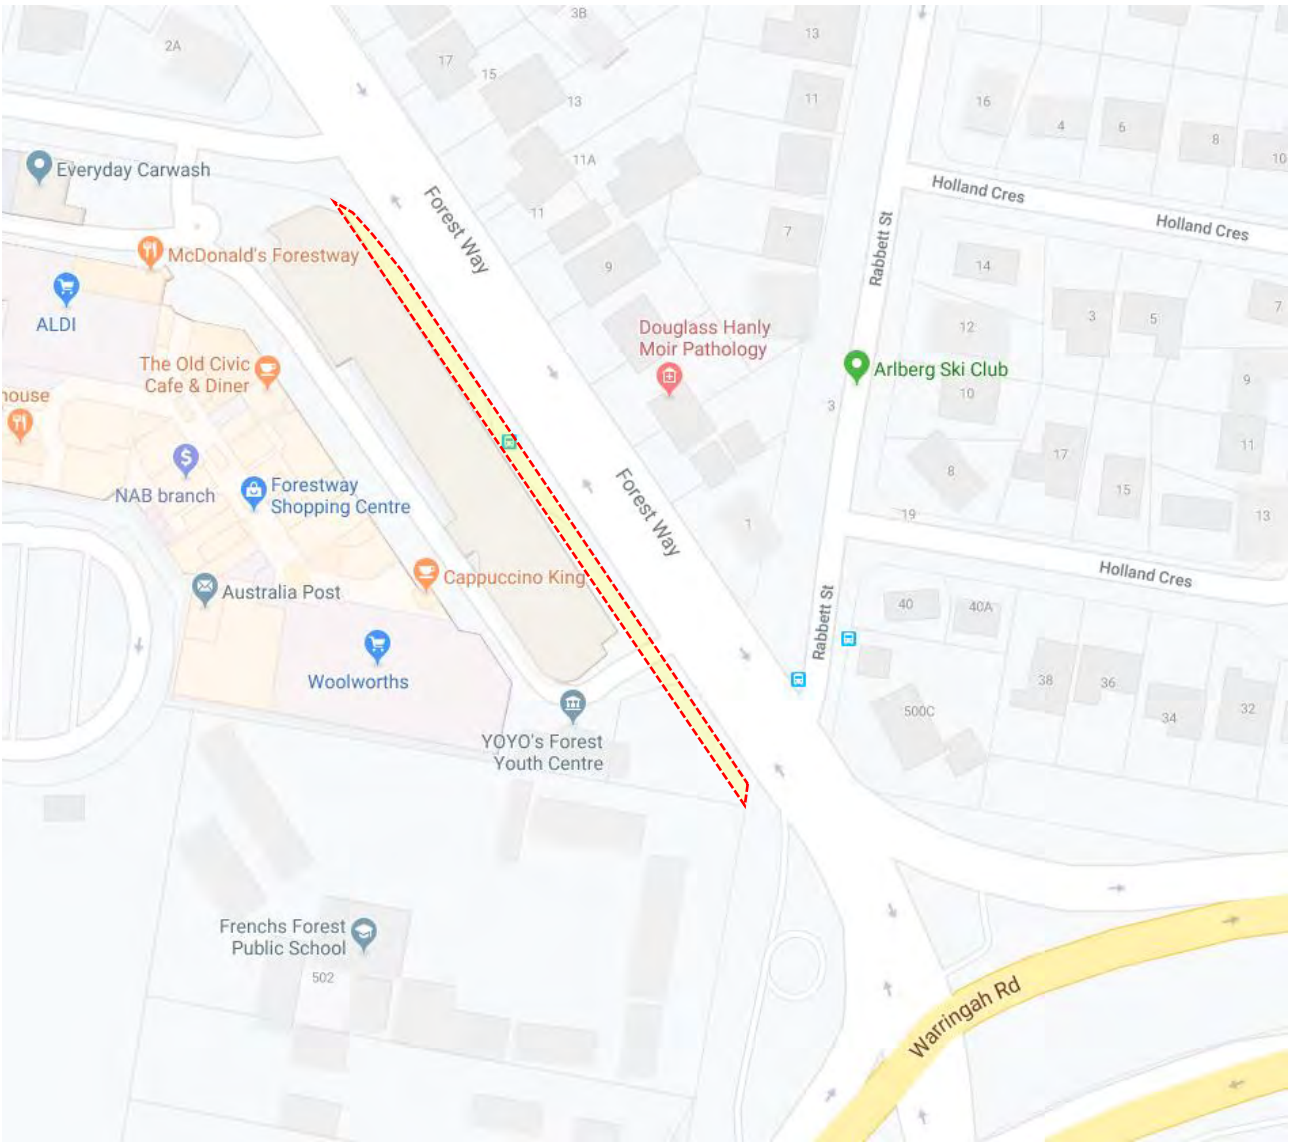 3B
2A
13
17
15
13
11
16
4
6
8
10
11A
Everyday Carwash
Holland Cres
Forest Way
11
Holland Cres
7
Rabbett St
McDonald's Forestway
9
14
7
ALDI
3
5
12
Douglass Hanly
Moir Pathology
The Old Civic
Cafe & Diner
Arlberg Ski Club
9
house
10
3
11
17
8
NAB branch
Forestway
Shopping Centre
Forest Way
15
19
13
1
Holland Cres
Cappuccino King
Australia Post
40
40A
Rabbett St
Woolworths
38
36
32
34
500C
YOYO's Forest
Youth Centre
Frenchs Forest
Public School
502
Warringah Rd